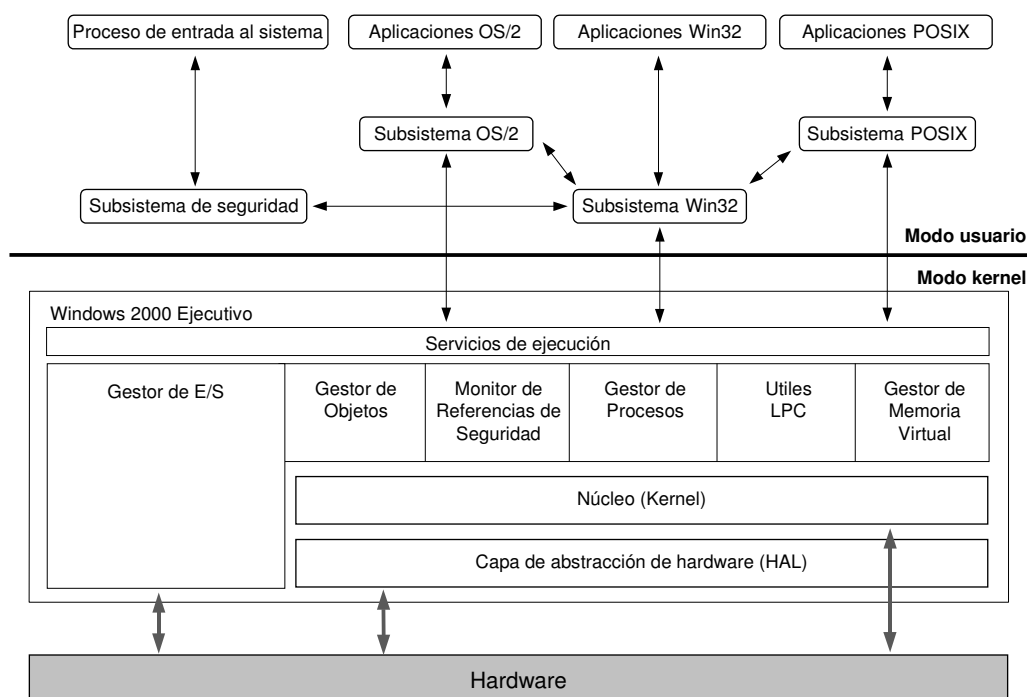 Proceso de entrada al sistema
Aplicaciones OS/2
Aplicaciones Win32
Aplicaciones POSIX
Subsistema OS/2
Subsistema POSIX
Subsistema de seguridad
Subsistema Win32
Modo usuario
Modo kernel
Windows 2000 Ejecutivo
Servicios de ejecución
Gestor de E/S
Gestor de
Objetos
Monitor de
Referencias de
Seguridad
Gestor de
Procesos
Utiles
LPC
Gestor de
Memoria
Virtual
Núcleo (Kernel)
Capa de abstracción de hardware (HAL)
Hardware